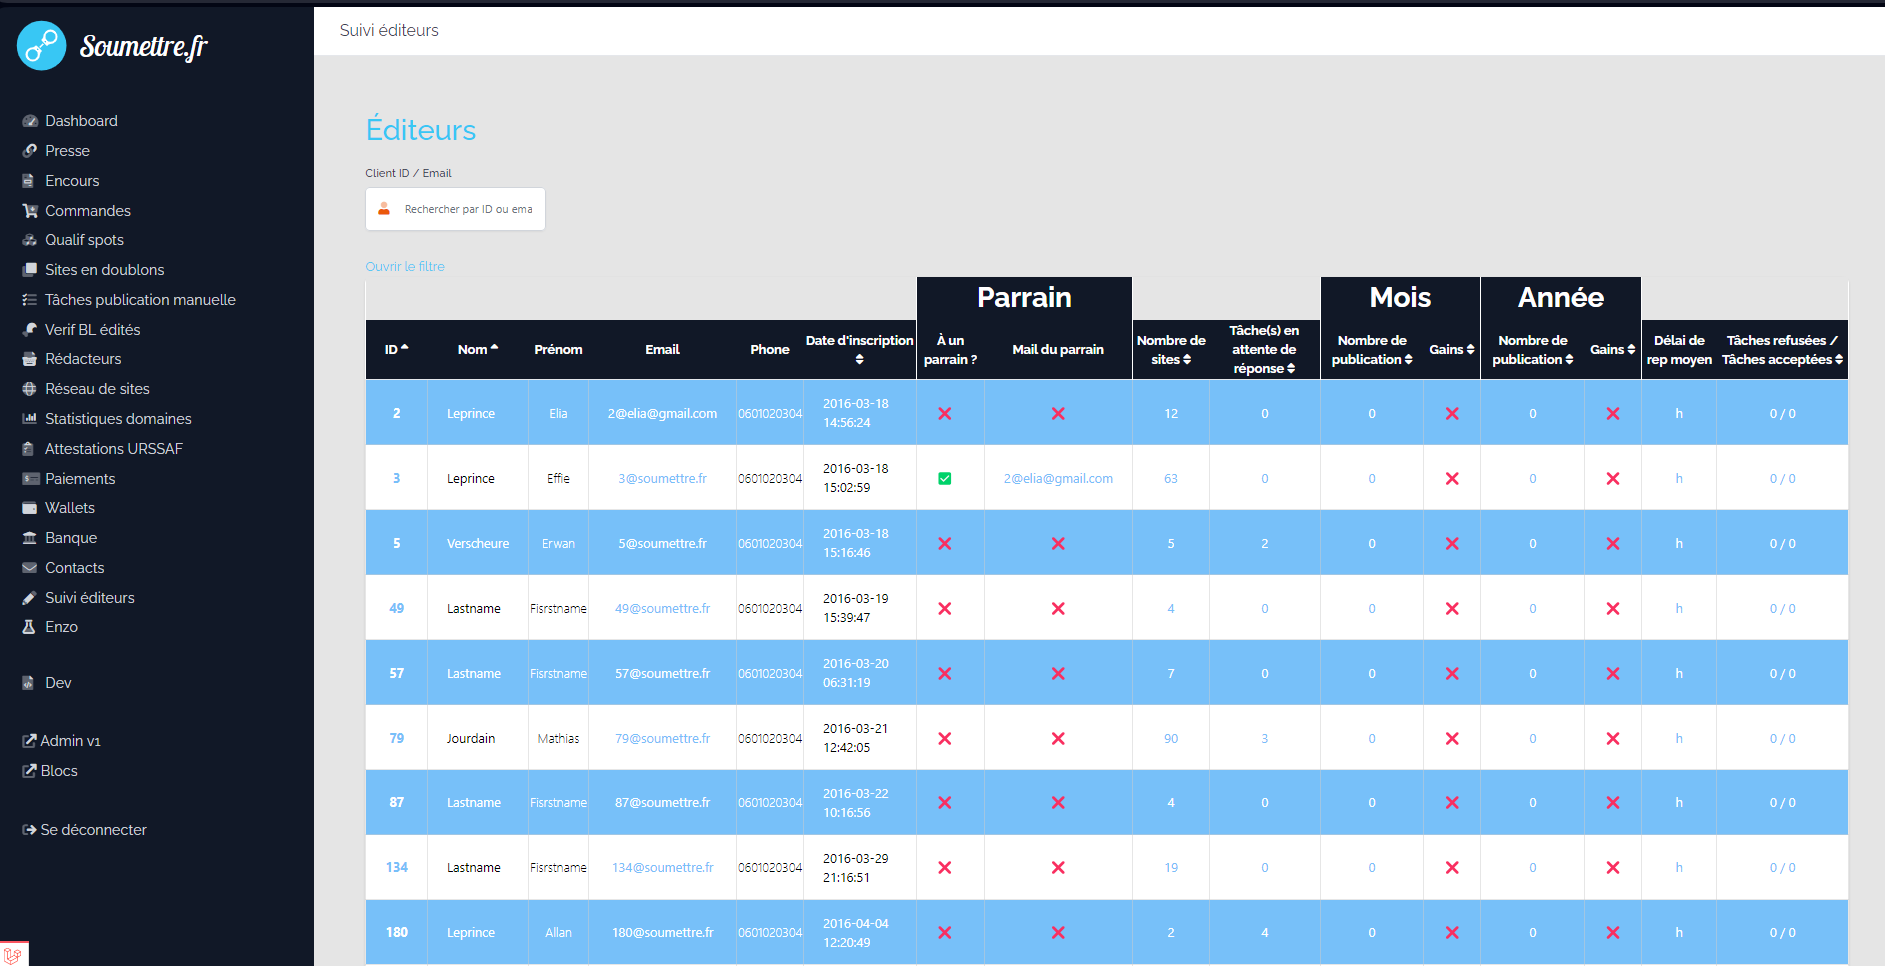 Soumettre.fr
Dashboard
Presse
Encours
Commandes
Qualif spots
Sites en doublons
Tâches publication manuelle
Verif BL édités
Rédacteurs
Réseau de sites
Statistiques domaines
Attestations URSSAF
Paiements
Wallets
Banque
Contacts
Suivi éditeurs
Enzo
Dev
Admin v1
Blocs
Se déconnecter
Suivi éditeurs
Éditeurs
Client ID / Email
Rechercher par ID ou ema
Ouvrir le filtre
Parrain Mois Année
ID Nom Prénom Email Phone Date d'inscription À un parrain ? Mail du parrain Nombre de sites Tâche(s) en attente de réponse Nombre de publication Gains Nombre de publication Gains Délai de rep moyen Tâches refusées / Tâches acceptées
2 Leprince Elia 2@elia@gmail.com 0601020304 2016-03-18 14:56:24 12 0 0 0 h 0 / 0
3 Leprince Effie 3@soumettre.fr 0601020304 2016-03-18 15:02:59 2@elia@gmail.com 63 0 0 0 h 0 / 0
5 Verscheure Erwan 5@soumettre.fr 0601020304 2016-03-18 15:16:46 5 2 0 0 h 0 / 0
49 Lastname Fisrstname 49@soumettre.fr 0601020304 2016-03-19 15:39:47 4 0 0 0 h 0 / 0
57 Lastname Fisrstname 57@soumettre.fr 0601020304 2016-03-20 06:31:19 7 0 0 0 h 0 / 0
79 Jourdain Mathias 79@soumettre.fr 0601020304 2016-03-21 12:42:05 90 3 0 0 h 0 / 0
87 Lastname Fisrstname 87@soumettre.fr 0601020304 2016-03-22 10:16:56 4 0 0 0 h 0 / 0
134 Lastname Fisrstname 134@soumettre.fr 0601020304 2016-03-29 21:16:51 19 0 0 0 h 0 / 0
180 Leprince Allan 180@soumettre.fr 0601020304 2016-04-04 12:20:49 2 4 0 0 h 0 / 0